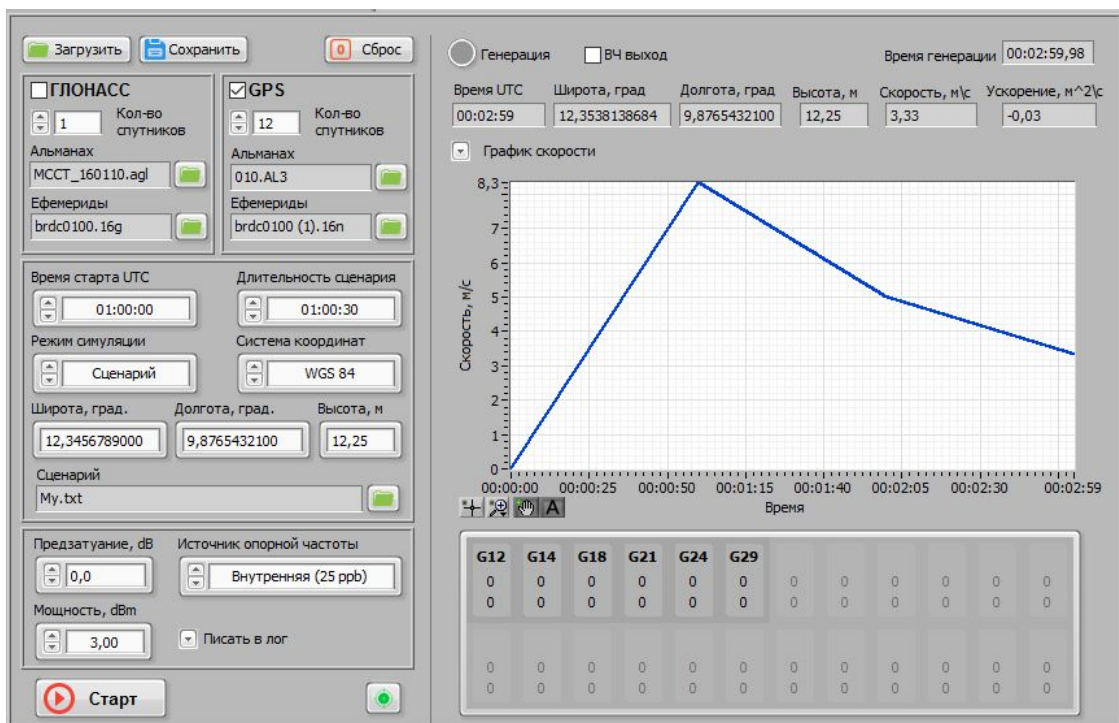 Загрузить Сохранить 0 Сброс
ГЛОНАСС
1 Кол-во спутников
Альманах
MCCT_160110.agl
Ефемериды
brdc0100.16g
GPS
12 Кол-во спутников
Альманах
010.AL3
Ефемериды
brdc0100 (1).16n
Время старта UTC Длительность сценария
01:00:00 01:00:30
Режим симуляции Система координат
Сценарий WGS 84
Широта, град. Долгота, град. Высота, м
12,3456789000 9,8765432100 12,25
Сценарий
My.txt
Предзатуание, dB Источник опорной частоты
0,0 Внутренняя (25 ppb)
Мощность, dBm
3,00 Писать в лог
Старт
Генерация ВЧ выход Время генерации 00:02:59,98
Время UTC Широта, град Долгота, град Высота, м Скорость, м\с Ускорение, м^2\с
00:02:59 12,3538138684 9,8765432100 12,25 3,33 -0,03
График скорости
8,3
7
6
5
4
3
2
1
0
Скорость, м/с
00:00:00 00:00:25 00:00:50 00:01:15 00:01:40 00:02:05 00:02:30 00:02:59
Время
A
G12 G14 G18 G21 G24 G29
0 0 0 0 0 0 0 0 0 0 0 0
0 0 0 0 0 0 0 0 0 0 0 0
0 0 0 0 0 0 0 0 0 0 0 0
0 0 0 0 0 0 0 0 0 0 0 0